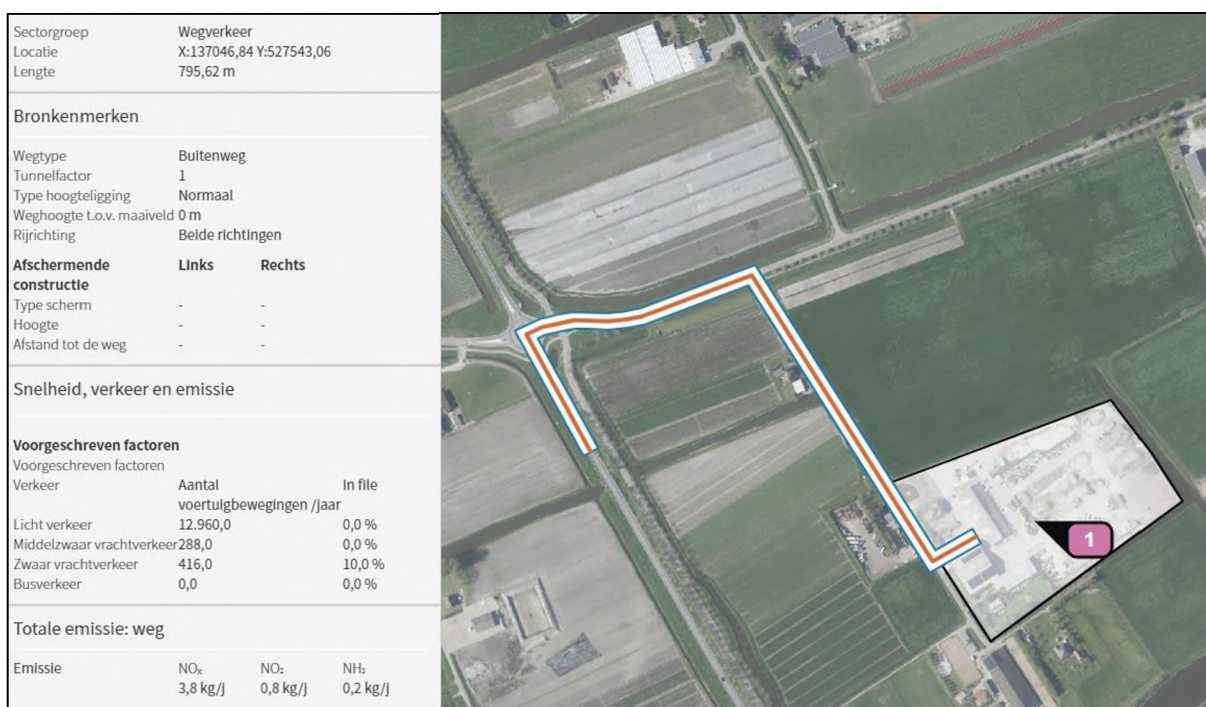 Sectorgroep Wegverkeer
Locatie X:137046,84 Y:527543,06
Lengte 795,62 m
Bronkenmerken
Wegtype Buitenweg
Tunnelfactor 1
Type hoogteligging Normaal
Weghoogte t.o.v. maaiveld 0 m
Rijrichting Beide richtingen
Afschermende Links Rechts
constructie
Type scherm - -
Hoogte - -
Afstand tot de weg - -
Snelheid, verkeer en emissie
Voorgeschreven factoren
Voorgeschreven factoren
Verkeer Aantal In file
voertuigbewegingen /jaar
Licht verkeer 12.960,0 0,0 %
Middelzwaar vrachtverkeer 288,0 0,0 %
Zwaar vrachtverkeer 416,0 10,0 %
Busverkeer 0,0 0,0 %
Totale emissie: weg
Emissie NOₓ NO₂ NH₃
3,8 kg/j 0,8 kg/j 0,2 kg/j
1